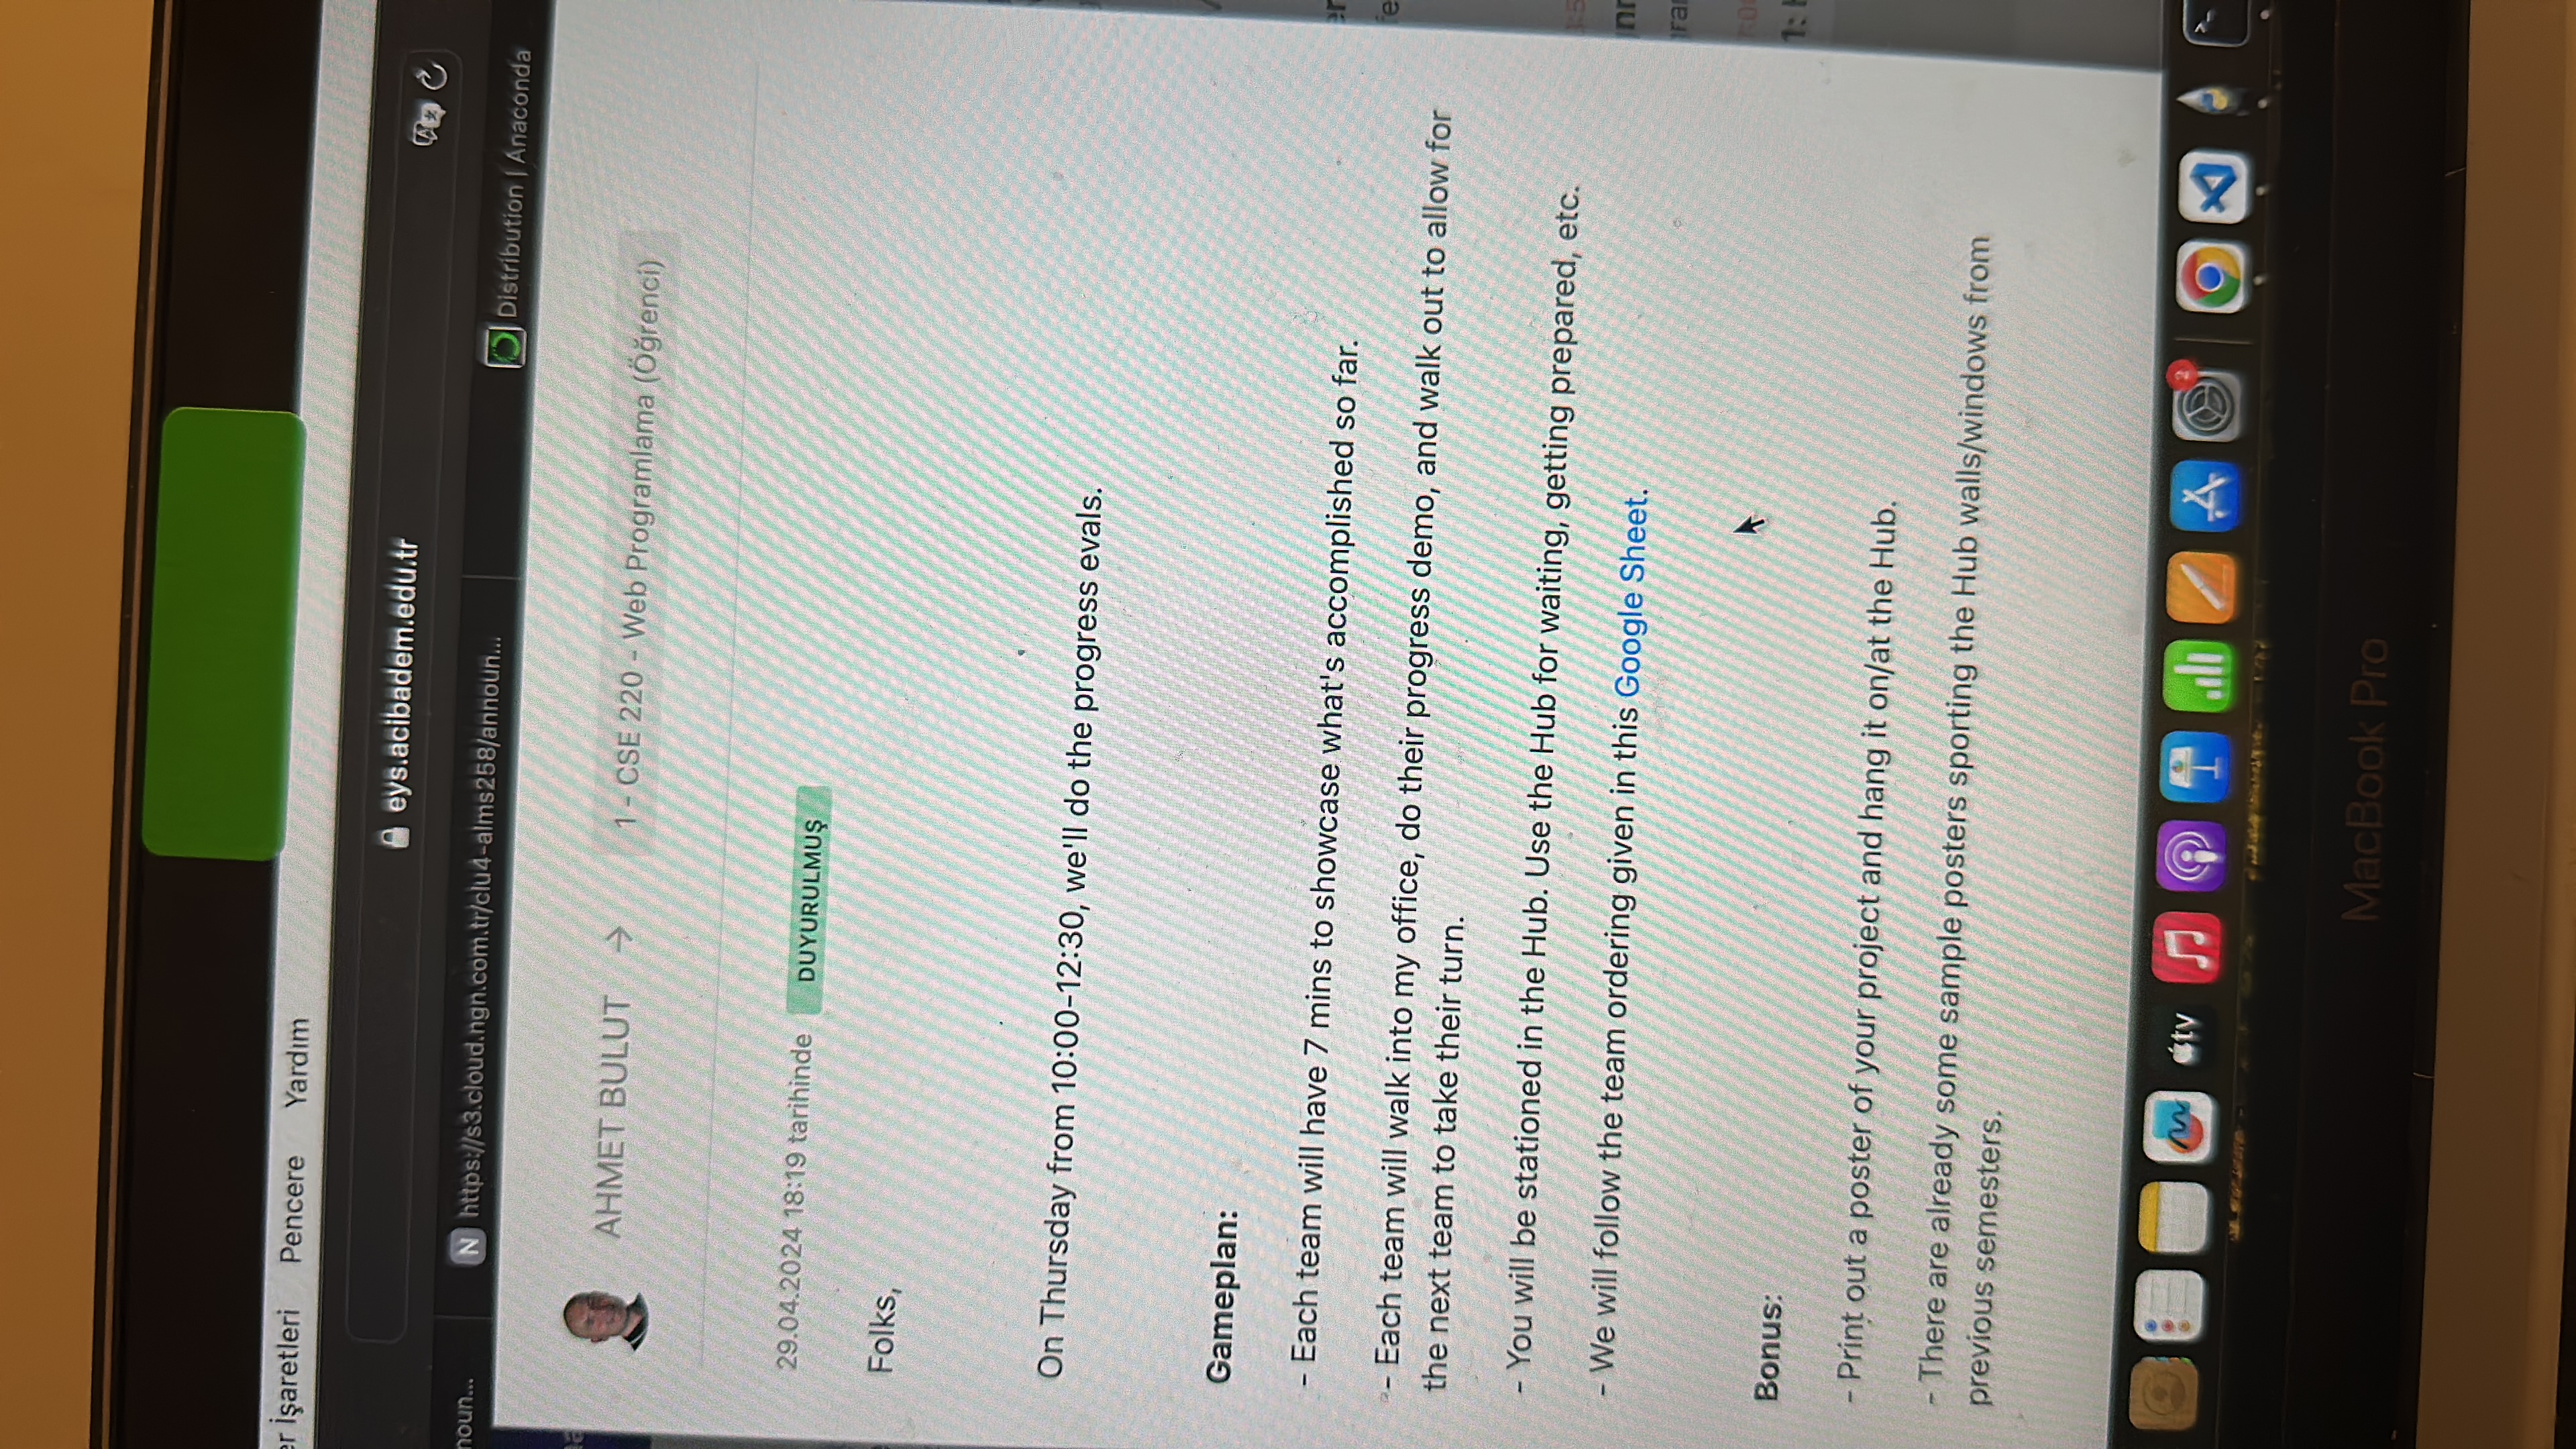 İşaretleri Pencere Yardım
eys.acibadem.edu.tr
noun... N https://s3.cloud.ngn.com.tr/clu4-alms258/announ... Distribution | Anaconda
AHMET BULUT → 1 - CSE 220 - Web Programlama (Öğrenci)
29.04.2024 18:19 tarihinde DUYURULMUŞ
Folks,
On Thursday from 10:00-12:30, we'll do the progress evals.
Gameplan:
- Each team will have 7 mins to showcase what's accomplished so far.
- Each team will walk into my office, do their progress demo, and walk out to allow for
the next team to take their turn.
- You will be stationed in the Hub. Use the Hub for waiting, getting prepared, etc.
- We will follow the team ordering given in this Google Sheet.
Bonus:
- Print out a poster of your project and hang it on/at the Hub.
- There are already some sample posters sporting the Hub walls/windows from
previous semesters.
tv
2
MacBook Pro